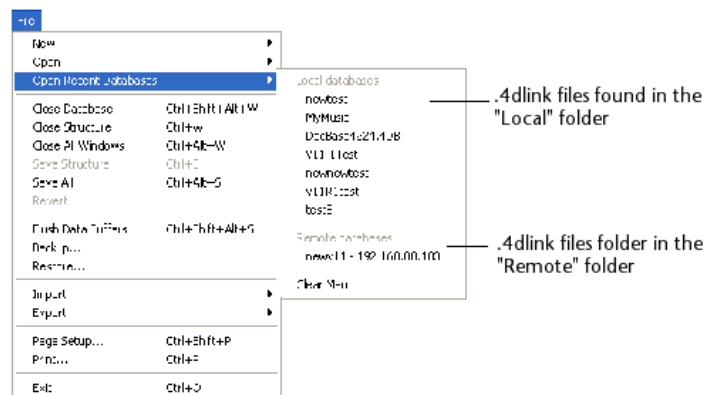 File
New
Open
Open Recent Databases
Close Database Ctrl+Shift+Alt+W
Close Structure Ctrl+W
Close All Windows Ctrl+Alt+W
Save Structure
Save All Ctrl+Alt+S
Revert
Flush Data Buffers Ctrl+Shift+Alt+S
Backup...
Restore...
Import
Export
Page Setup... Ctrl+Shift+P
Print... Ctrl+P
Exit Ctrl+Q
Local databases
newtest
MyMusic
newnewtest
Remote databases
Clear Menu
.4dlink files found in the
"Local" folder
.4dlink files folder in the
"Remote" folder